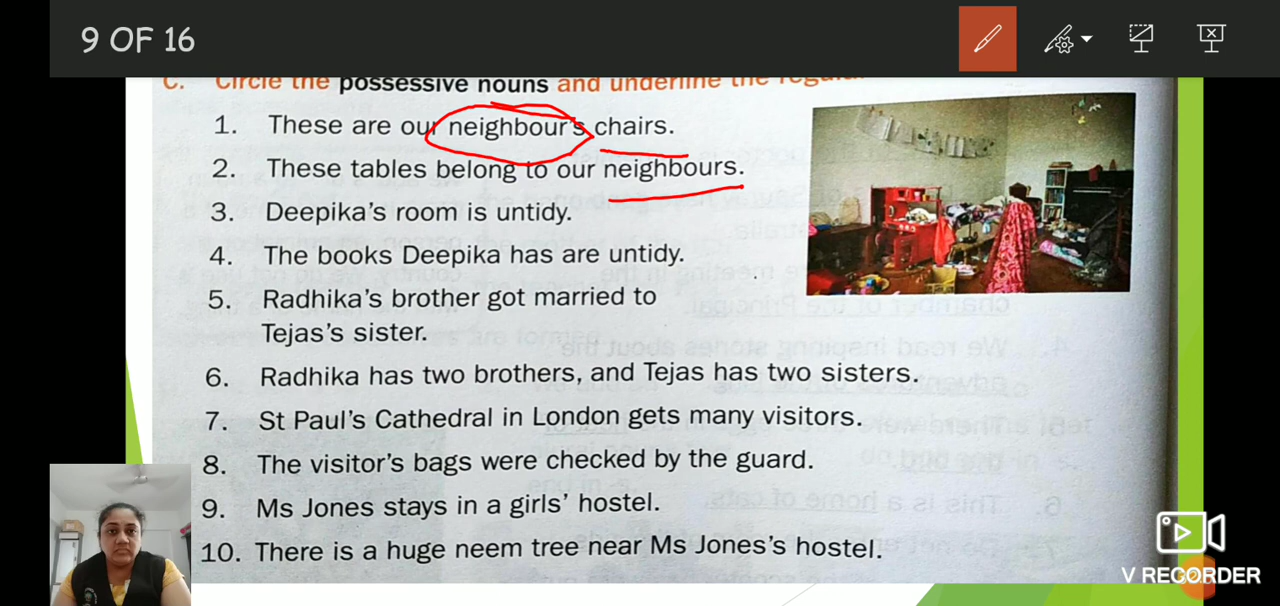 9 OF 16
C. Circle the possessive nouns and underline the
1. These are our neighbour's chairs.
2. These tables belong to our neighbours.
3. Deepika's room is untidy.
4. The books Deepika has are untidy.
5. Radhika's brother got married to
Tejas's sister.
6. Radhika has two brothers, and Tejas has two sisters.
7. St Paul's Cathedral in London gets many visitors.
8. The visitor's bags were checked by the guard.
9. Ms Jones stays in a girls' hostel.
10. There is a huge neem tree near Ms Jones's hostel.
V RECORDER